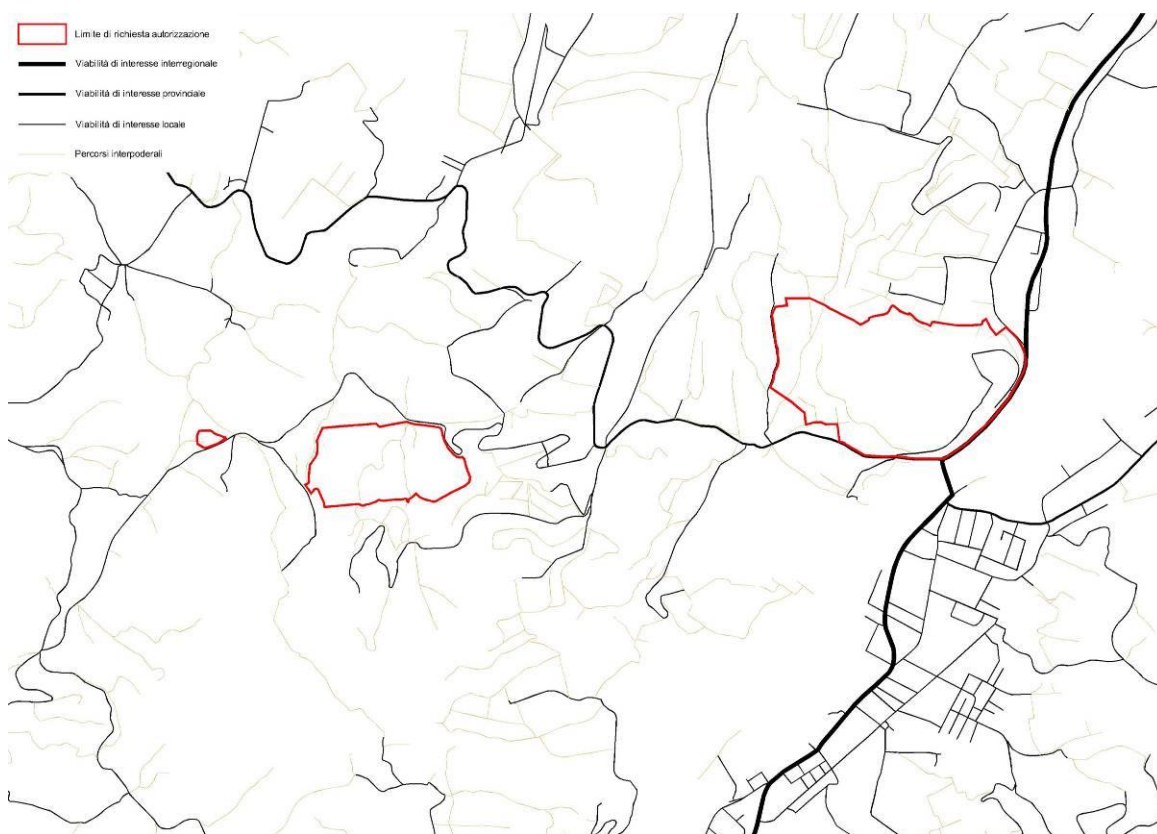 Limite di richiesta autorizzazione
Viabilità di interesse interregionale
Viabilità di interesse provinciale
Viabilità di interesse locale
Percorsi interpoderali